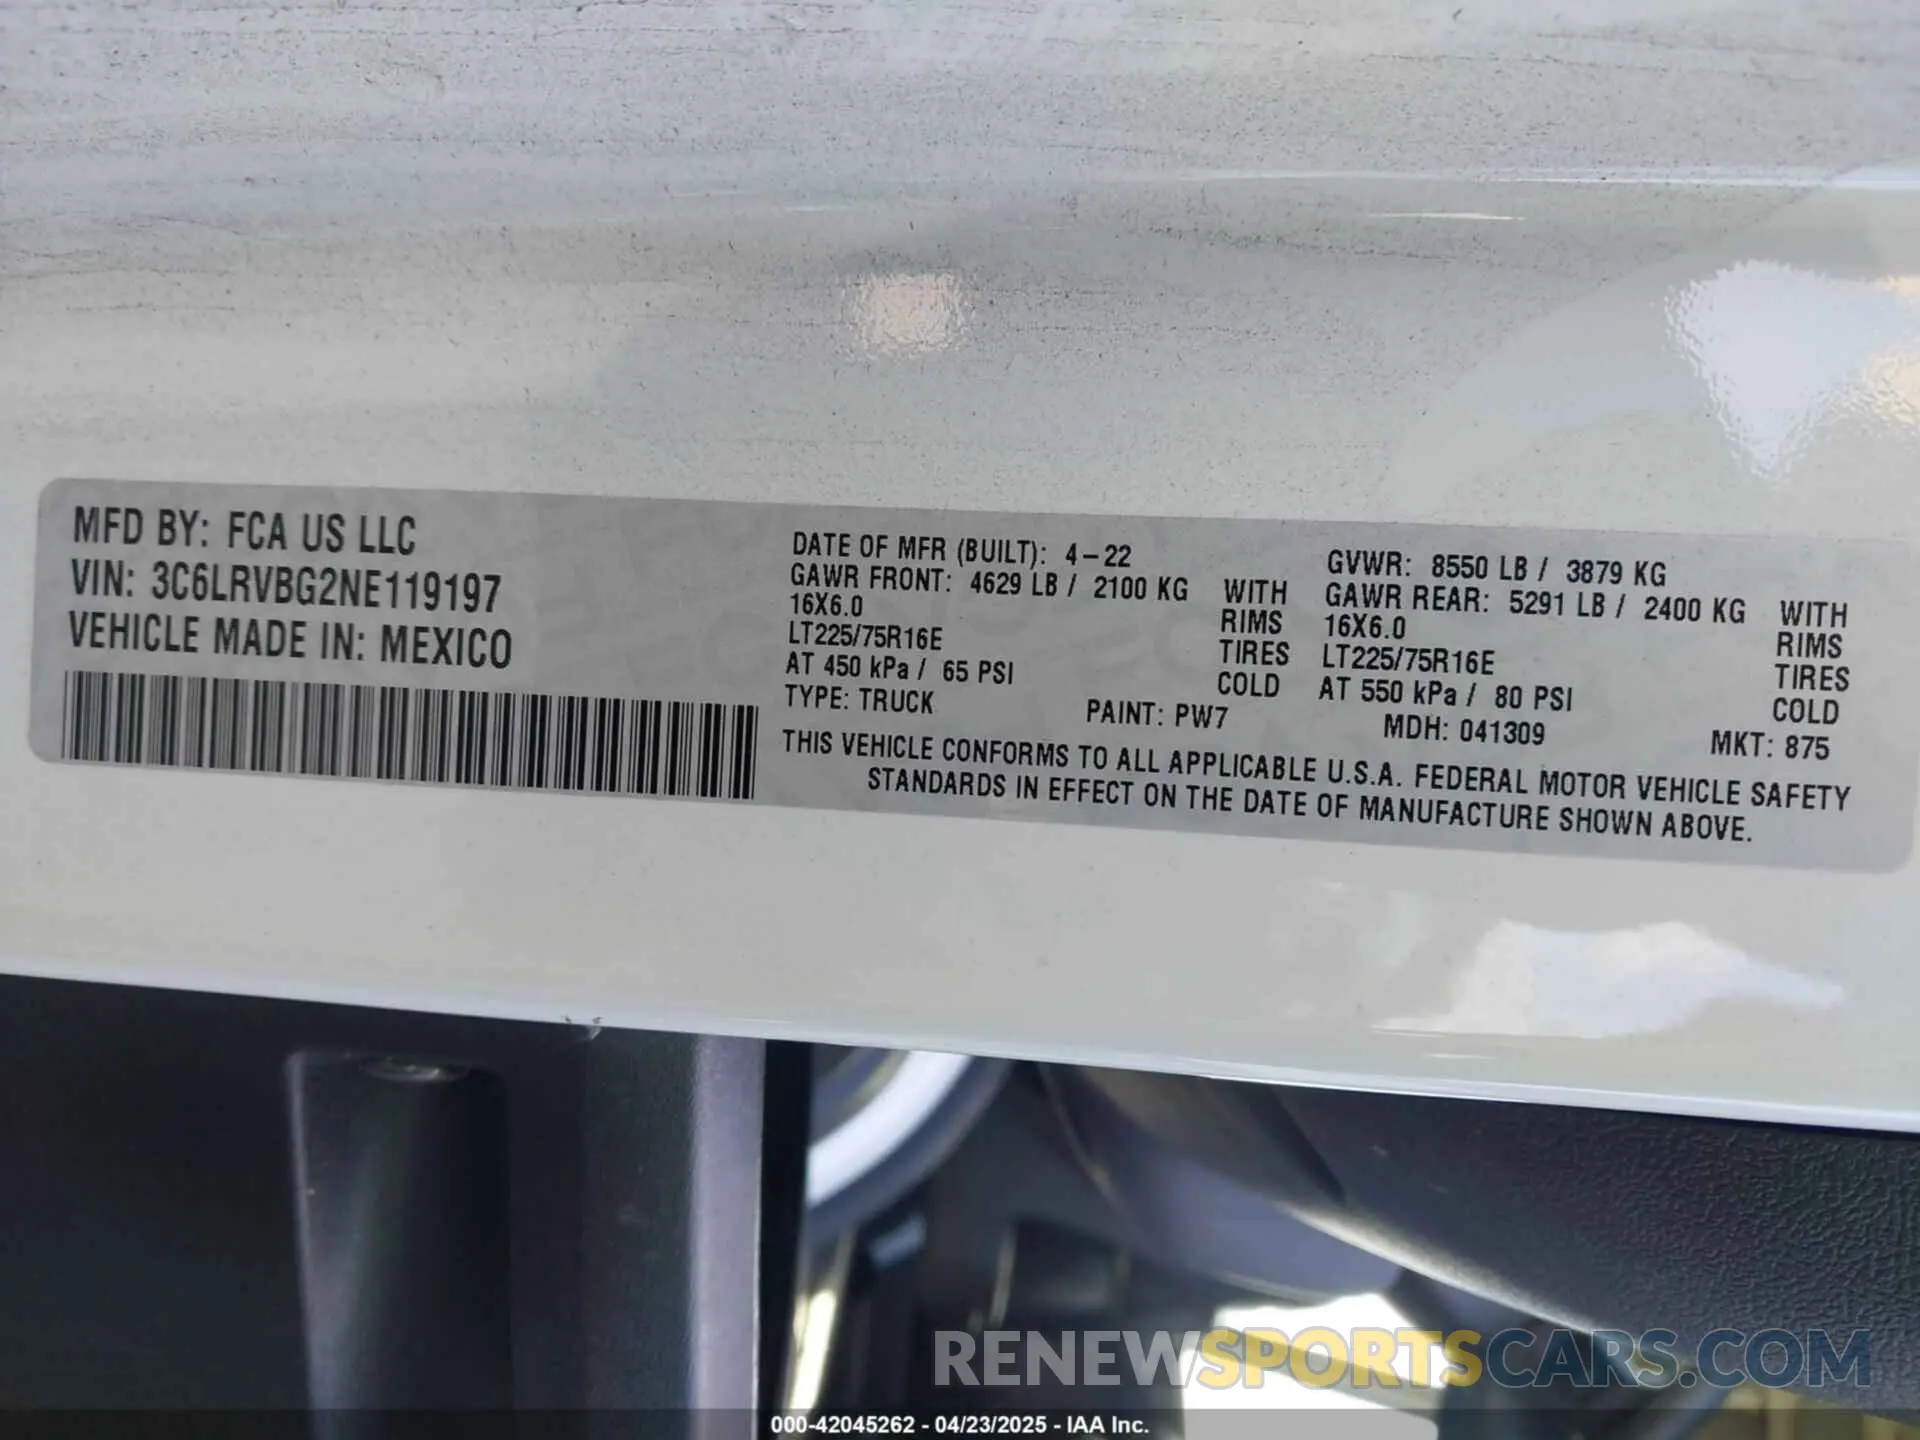 MFD BY: FCA US LLC
VIN: 3C6LRVBG2NE119197
VEHICLE MADE IN: MEXICO
DATE OF MFR (BUILT): 4-22
GAWR FRONT: 4629 LB / 2100 KG WITH
16X6.0 RIMS
LT225/75R16E TIRES
AT 450 kPa / 65 PSI COLD
GVWR: 8550 LB / 3879 KG
GAWR REAR: 5291 LB / 2400 KG WITH
16X6.0 RIMS
LT225/75R16E TIRES
AT 550 kPa / 80 PSI COLD
TYPE: TRUCK PAINT: PW7 MDH: 041309 MKT: 875
THIS VEHICLE CONFORMS TO ALL APPLICABLE U.S.A. FEDERAL MOTOR VEHICLE SAFETY
STANDARDS IN EFFECT ON THE DATE OF MANUFACTURE SHOWN ABOVE.
RENEWSPORTSCARS.COM
000-42045262 - 04/23/2025 - IAA Inc.